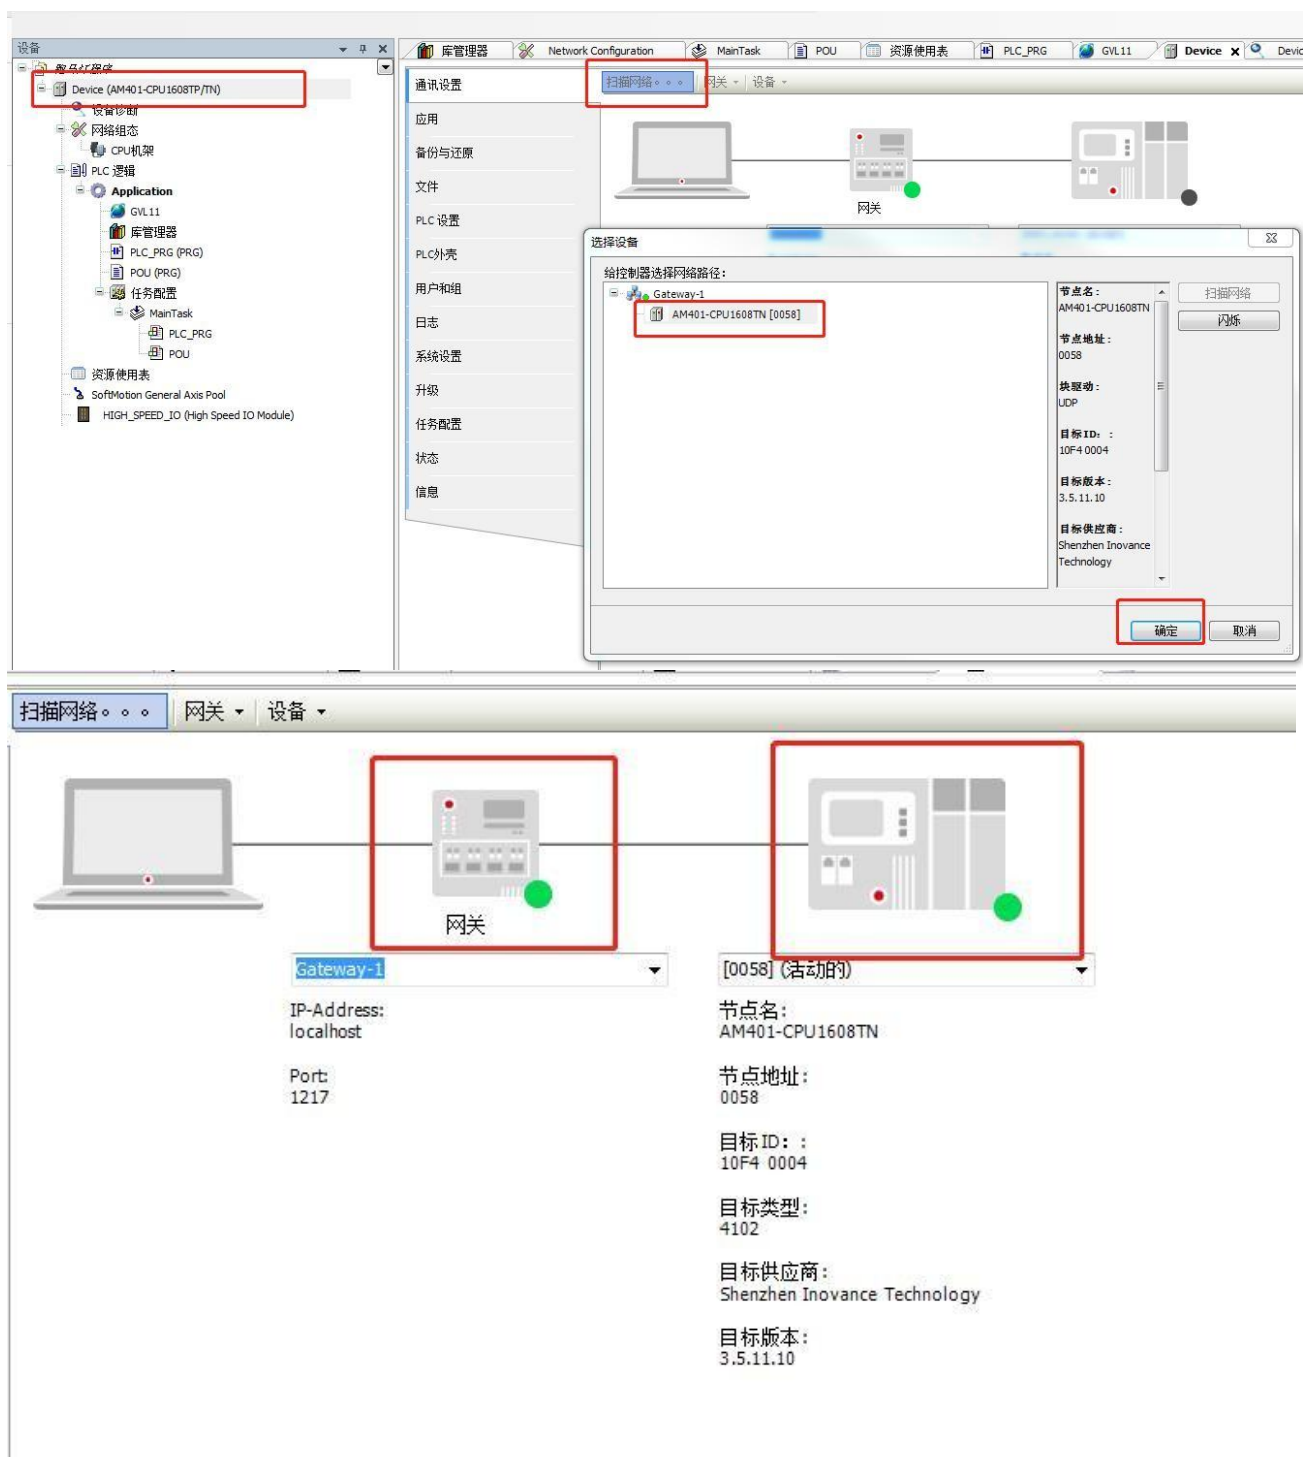 设备
库管理器
Network Configuration
MainTask
POU
资源使用表
PLC_PRG
GVL11
Device
Devic
跑马灯程序
Device (AM401-CPU1608TP/TN)
设备诊断
网络组态
CPU机架
PLC 逻辑
Application
GVL11
库管理器
PLC_PRG (PRG)
POU (PRG)
任务配置
MainTask
PLC_PRG
POU
资源使用表
SoftMotion General Axis Pool
HIGH_SPEED_IO (High Speed IO Module)
通讯设置
应用
备份与还原
文件
PLC 设置
PLC外壳
用户和组
日志
系统设置
升级
任务配置
状态
信息
扫描网络。。。
网关
设备
网关
选择设备
给控制器选择网络路径：
Gateway-1
AM401-CPU1608TN [0058]
节点名：
AM401-CPU1608TN
节点地址：
0058
块驱动：
UDP
目标ID：:
10F4 0004
目标版本：
3.5.11.10
目标供应商：
Shenzhen Inovance
Technology
扫描网络
闪烁
确定
取消
扫描网络。。。
网关
设备
网关
Gateway-1
IP-Address:
localhost
Port:
1217
[0058] (活动的)
节点名：
AM401-CPU1608TN
节点地址：
0058
目标ID：:
10F4 0004
目标类型：
4102
目标供应商：
Shenzhen Inovance Technology
目标版本：
3.5.11.10